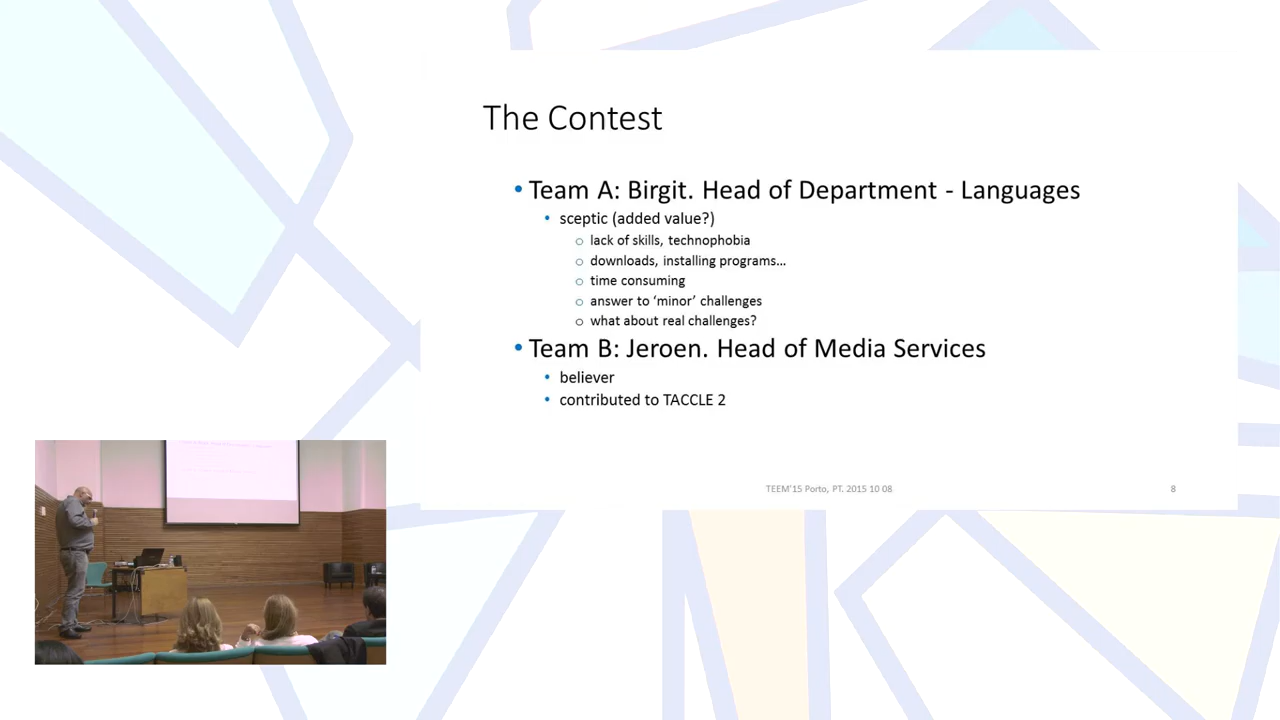 The Contest
• Team A: Birgit. Head of Department - Languages
• sceptic (added value?)
o lack of skills, technophobia
o downloads, installing programs…
o time consuming
o answer to ‘minor’ challenges
o what about real challenges?
• Team B: Jeroen. Head of Media Services
• believer
• contributed to TACCLE 2
TEEM'15 Porto, PT. 2015 10 08
8